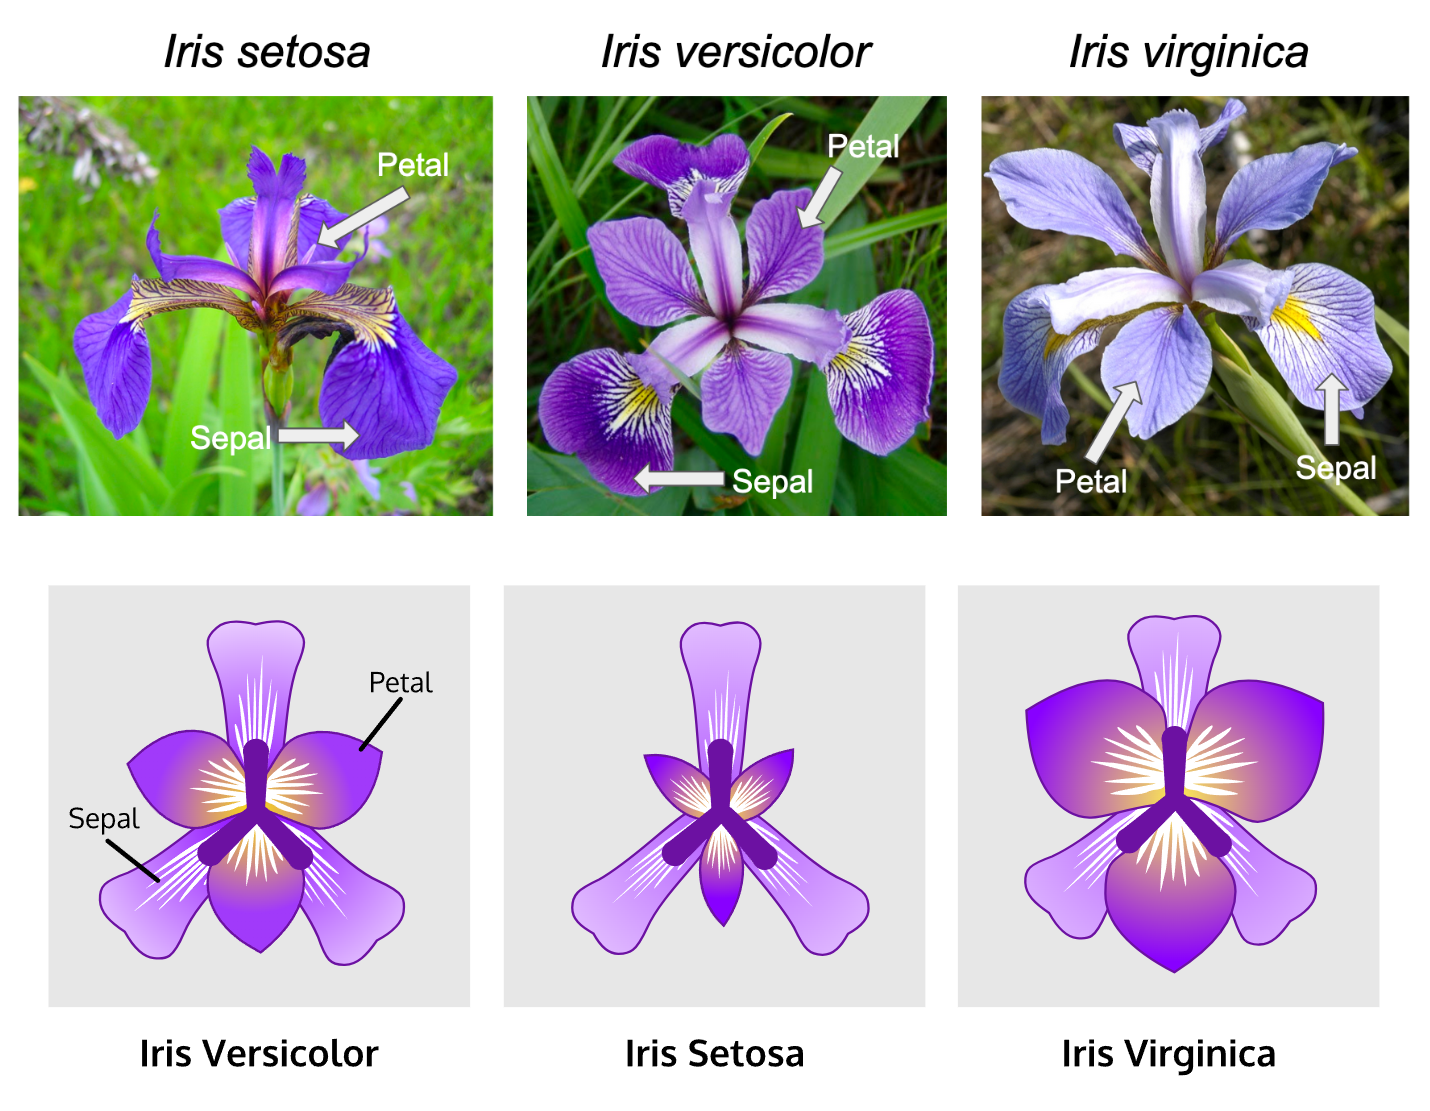 Iris setosa
Iris versicolor
Iris virginica
Petal
Sepal
Petal
Sepal
Petal
Sepal
Petal
Sepal
Iris Versicolor
Iris Setosa
Iris Virginica